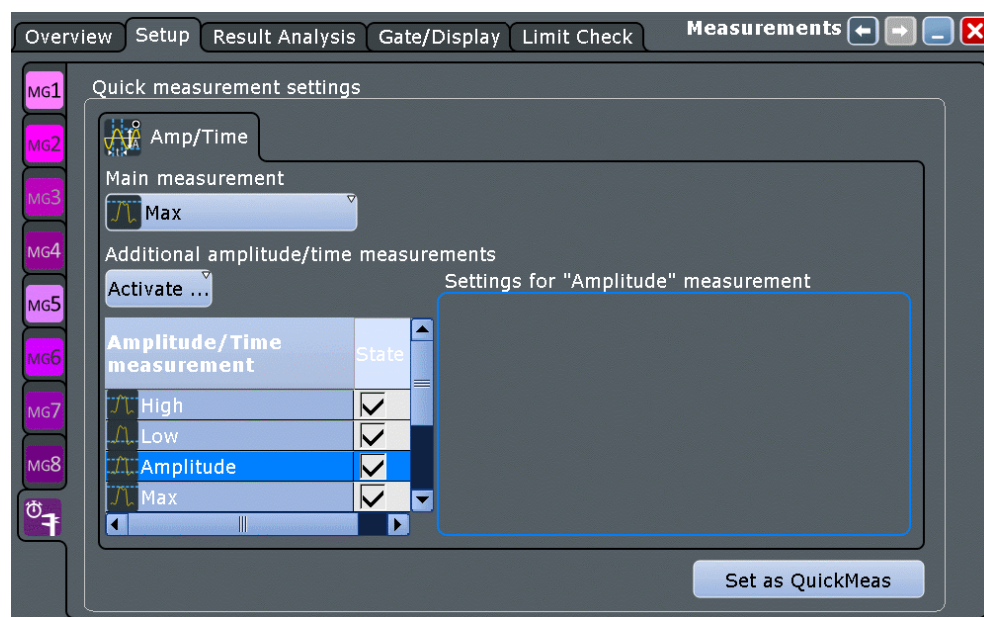 Overview Setup Result Analysis Gate/Display Limit Check Measurements
MG1
Quick measurement settings
MG2
Amp/Time
MG3
Main measurement
Max
MG4
Additional amplitude/time measurements
Activate ...
Settings for "Amplitude" measurement
MG5
Amplitude/Time
measurement
State
MG6
High
MG7
Low
Amplitude
MG8
Max
Set as QuickMeas